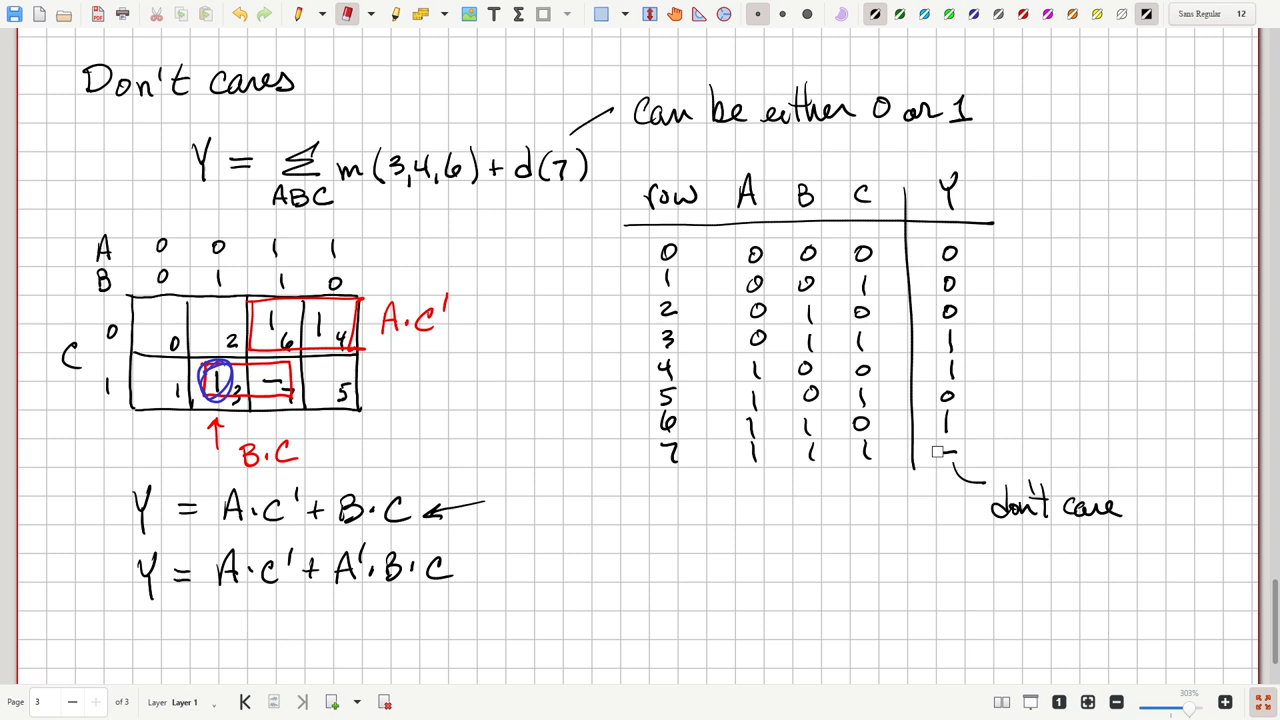 Sans Regular 12
Don't cares
can be either 0 or 1
Y = Σ m(3,4,6) + d(7)
ABC
row A B C Y
0 0 0 0 0
1 0 0 1 0
2 0 1 0 0
3 0 1 1 1
4 1 0 0 1
5 1 0 1 0
6 1 1 0 1
7 1 1 1 –
don't care
A 0 0 1 1
B 0 1 1 0
C
0 0 2 1 6 1 4 A·C'
1 1 1 3 – 7 5
B·C
Y = A·C' + B·C
Y = A·C' + A'·B·C
Page 3 of 3 Layer Layer 1 1 303%